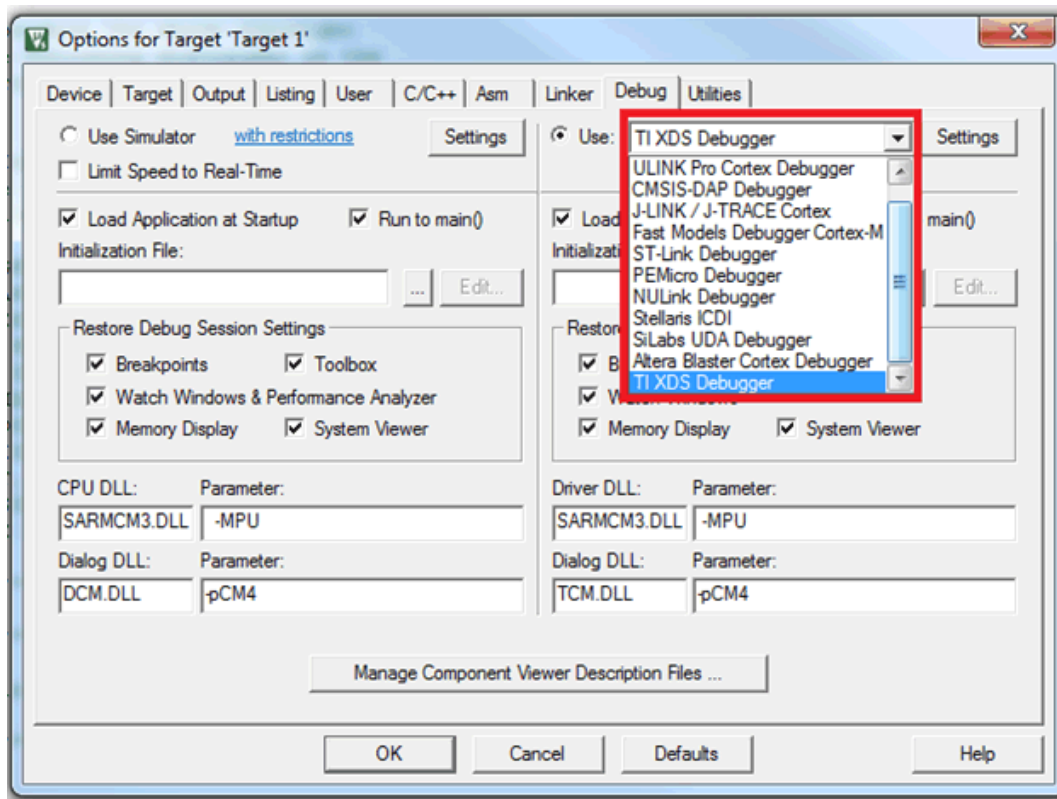 Options for Target 'Target 1'
Device Target Output Listing User C/C++ Asm Linker Debug Utilities
Use Simulator with restrictions Settings
Limit Speed to Real-Time
Load Application at Startup Run to main()
Initialization File:
... Edit...
Restore Debug Session Settings
Breakpoints Toolbox
Watch Windows & Performance Analyzer
Memory Display System Viewer
CPU DLL: Parameter:
SARMCM3.DLL -MPU
Dialog DLL: Parameter:
DCM.DLL -pCM4
Use: TI XDS Debugger Settings
ULINK Pro Cortex Debugger
CMSIS-DAP Debugger
J-LINK / J-TRACE Cortex
Fast Models Debugger Cortex-M
ST-Link Debugger
PEMicro Debugger
NULink Debugger
Stellaris ICDI
SiLabs UDA Debugger
Altera Blaster Cortex Debugger
TI XDS Debugger
Load main()
Initializati
Edit...
Restor
B
Memory Display System Viewer
Driver DLL: Parameter:
SARMCM3.DLL -MPU
Dialog DLL: Parameter:
TCM.DLL -pCM4
Manage Component Viewer Description Files ...
OK Cancel Defaults Help